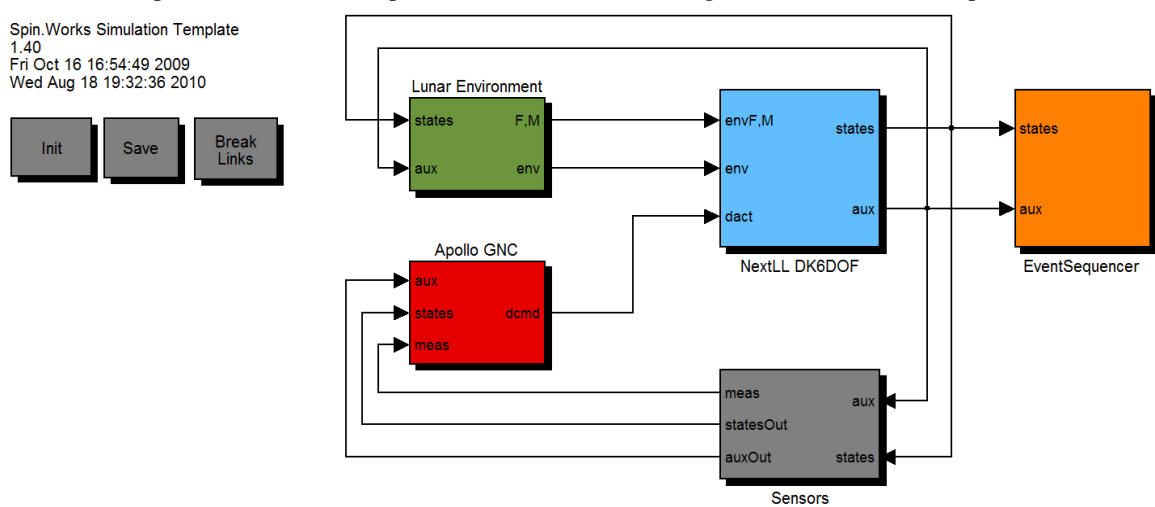 Spin.Works Simulation Template
1.40
Fri Oct 16 16:54:49 2009
Wed Aug 18 19:32:36 2010
Init
Save
Break
Links
Lunar Environment
states
F,M
aux
env
envF,M
states
env
dact
aux
NextLL DK6DOF
states
aux
EventSequencer
Apollo GNC
aux
states
dcmd
meas
meas
aux
statesOut
auxOut
states
Sensors